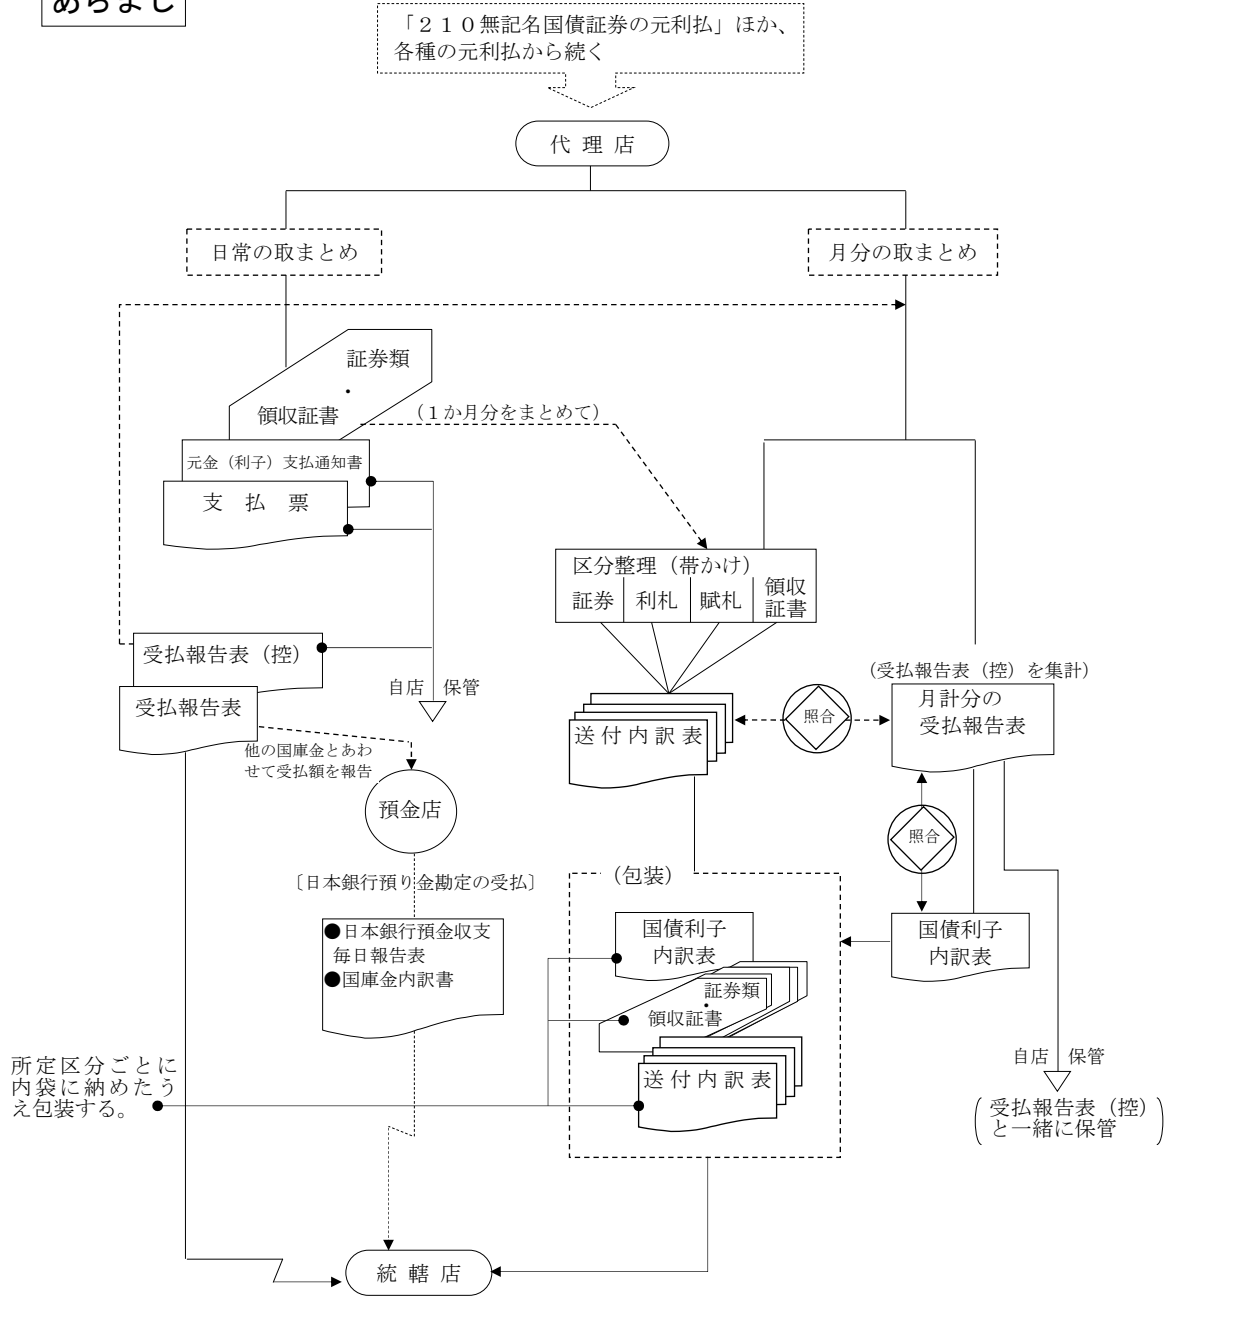 あらまし
「２１０無記名国債証券の元利払」ほか、
各種の元利払から続く
代理店
日常の取まとめ
月分の取まとめ
証券類
・
領収証書
（１か月分をまとめて）
元金（利子）支払通知書
支払票
区分整理（帯かけ）
証券 利札 賦札 領収
証書
受払報告表（控）
自店 保管
受払報告表
他の国庫金とあわ
せて受払額を報告
（受払報告表（控）を集計）
月計分の
受払報告表
照合
送付内訳表
預金店
照合
〔日本銀行預り金勘定の受払〕
●日本銀行預金収支
毎日報告表
●国庫金内訳書
（包装）
国債利子
内訳表
国債利子
内訳表
証券類
・
領収証書
送付内訳表
所定区分ごとに
内袋に納めたう
え包装する。
自店 保管
（受払報告表（控）
と一緒に保管）
統轄店